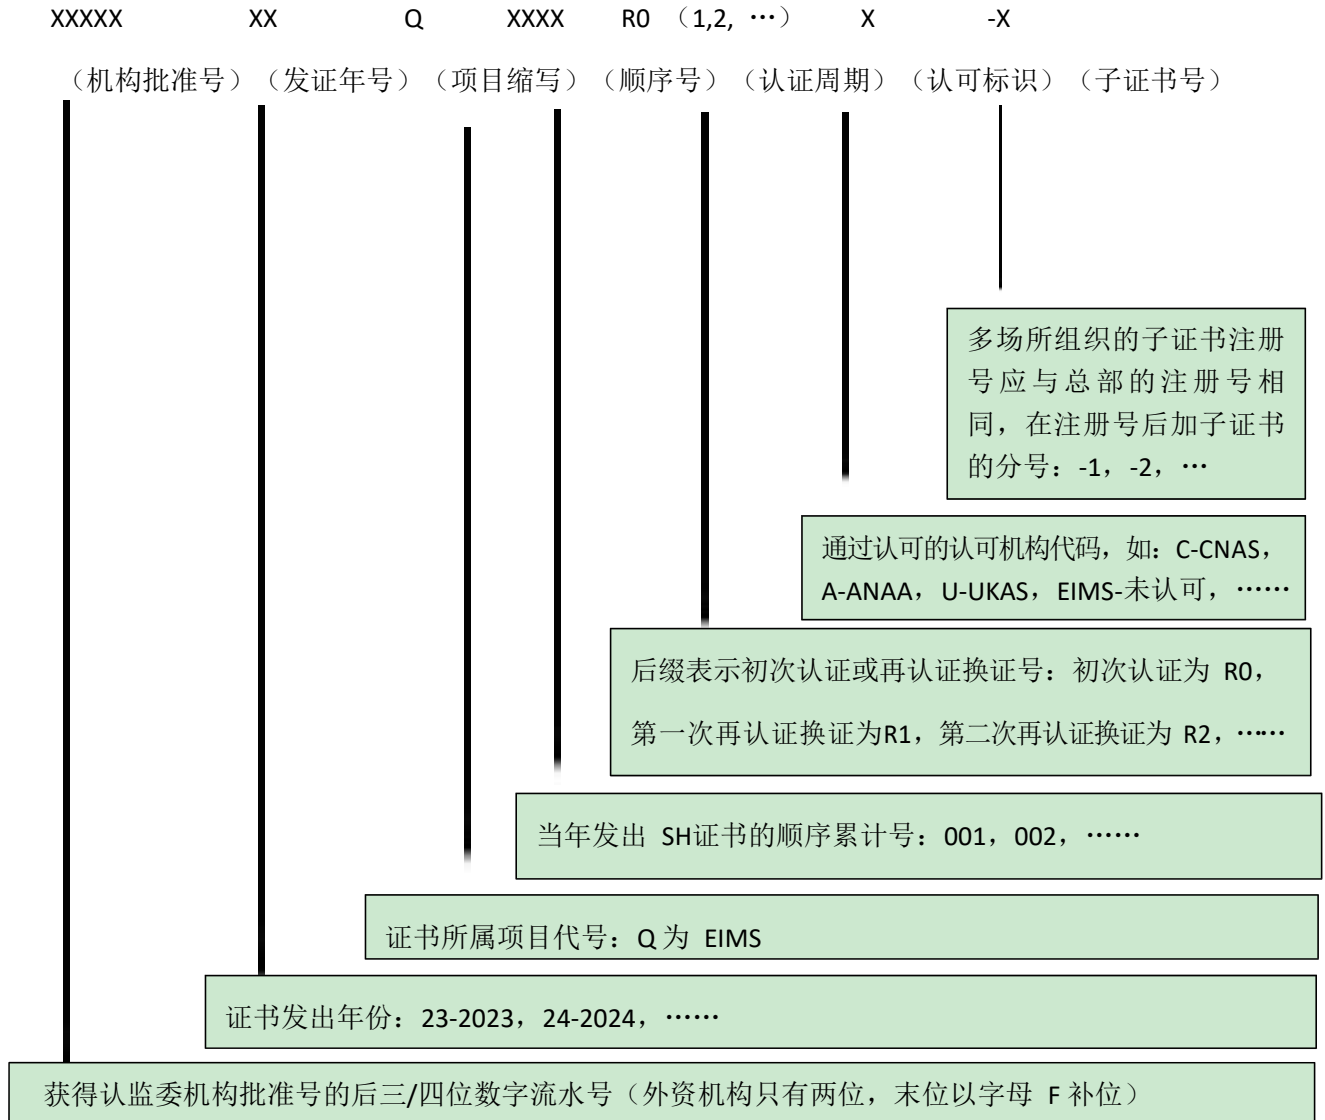 XXXXX XX Q XXXX R0 （1,2, …） X -X
（机构批准号）（发证年号）（项目缩写）（顺序号）（认证周期）（认可标识）（子证书号）
多场所组织的子证书注册
号应与总部的注册号相
同，在注册号后加子证书
的分号：-1，-2，…
通过认可的认可机构代码，如：C-CNAS，
A-ANAA，U-UKAS，EIMS-未认可，……
后缀表示初次认证或再认证换证号：初次认证为 R0，
第一次再认证换证为R1，第二次再认证换证为 R2，……
当年发出 SH证书的顺序累计号：001，002，……
证书所属项目代号：Q 为 EIMS
证书发出年份：23-2023，24-2024，……
获得认监委机构批准号的后三/四位数字流水号（外资机构只有两位，末位以字母 F 补位）